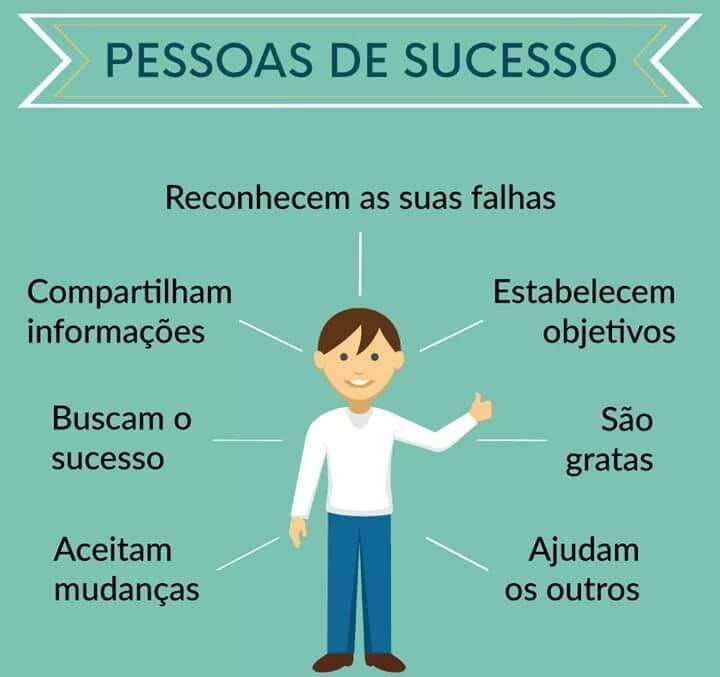 PESSOAS DE SUCESSO
Reconhecem as suas falhas
Compartilham
informações
Estabelecem
objetivos
Buscam o
sucesso
São
gratas
Aceitam
mudanças
Ajudam
os outros